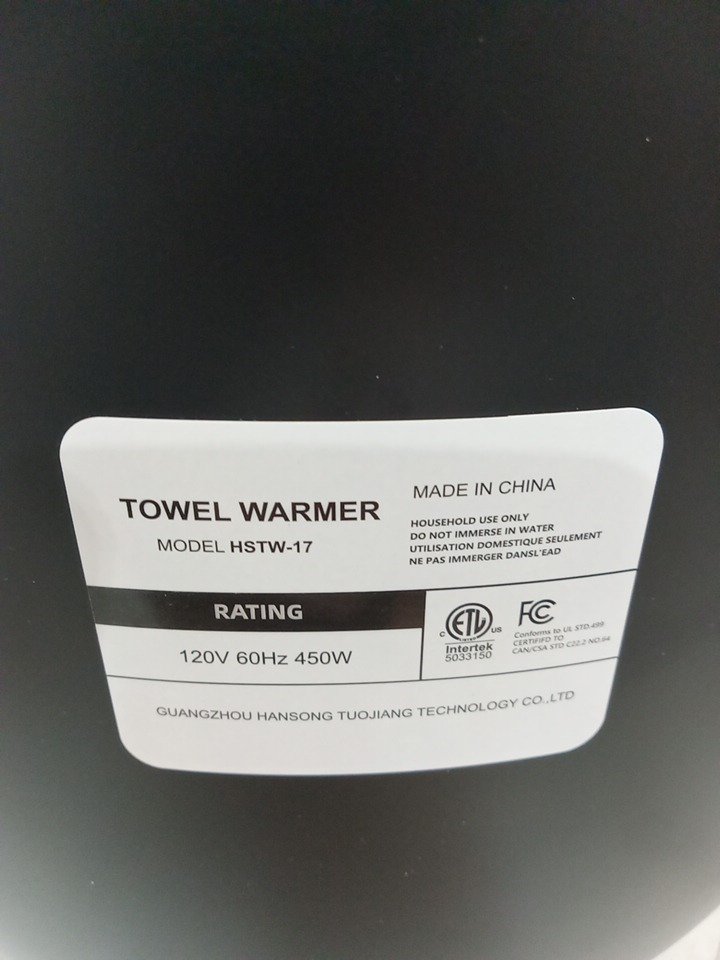 TOWEL WARMER
MODEL HSTW-17
MADE IN CHINA
HOUSEHOLD USE ONLY
DO NOT IMMERSE IN WATER
UTILISATION DOMESTIQUE SEULEMENT
NE PAS IMMERGER DANSL'EAD
RATING
120V 60Hz 450W
C ETL US
LISTED
Intertek
5033150
FC
Conforms to UL STD.499
CERTIFIFD TO
CAN/CSA STD C22.2 NO.64
GUANGZHOU HANSONG TUOJIANG TECHNOLOGY CO.,LTD